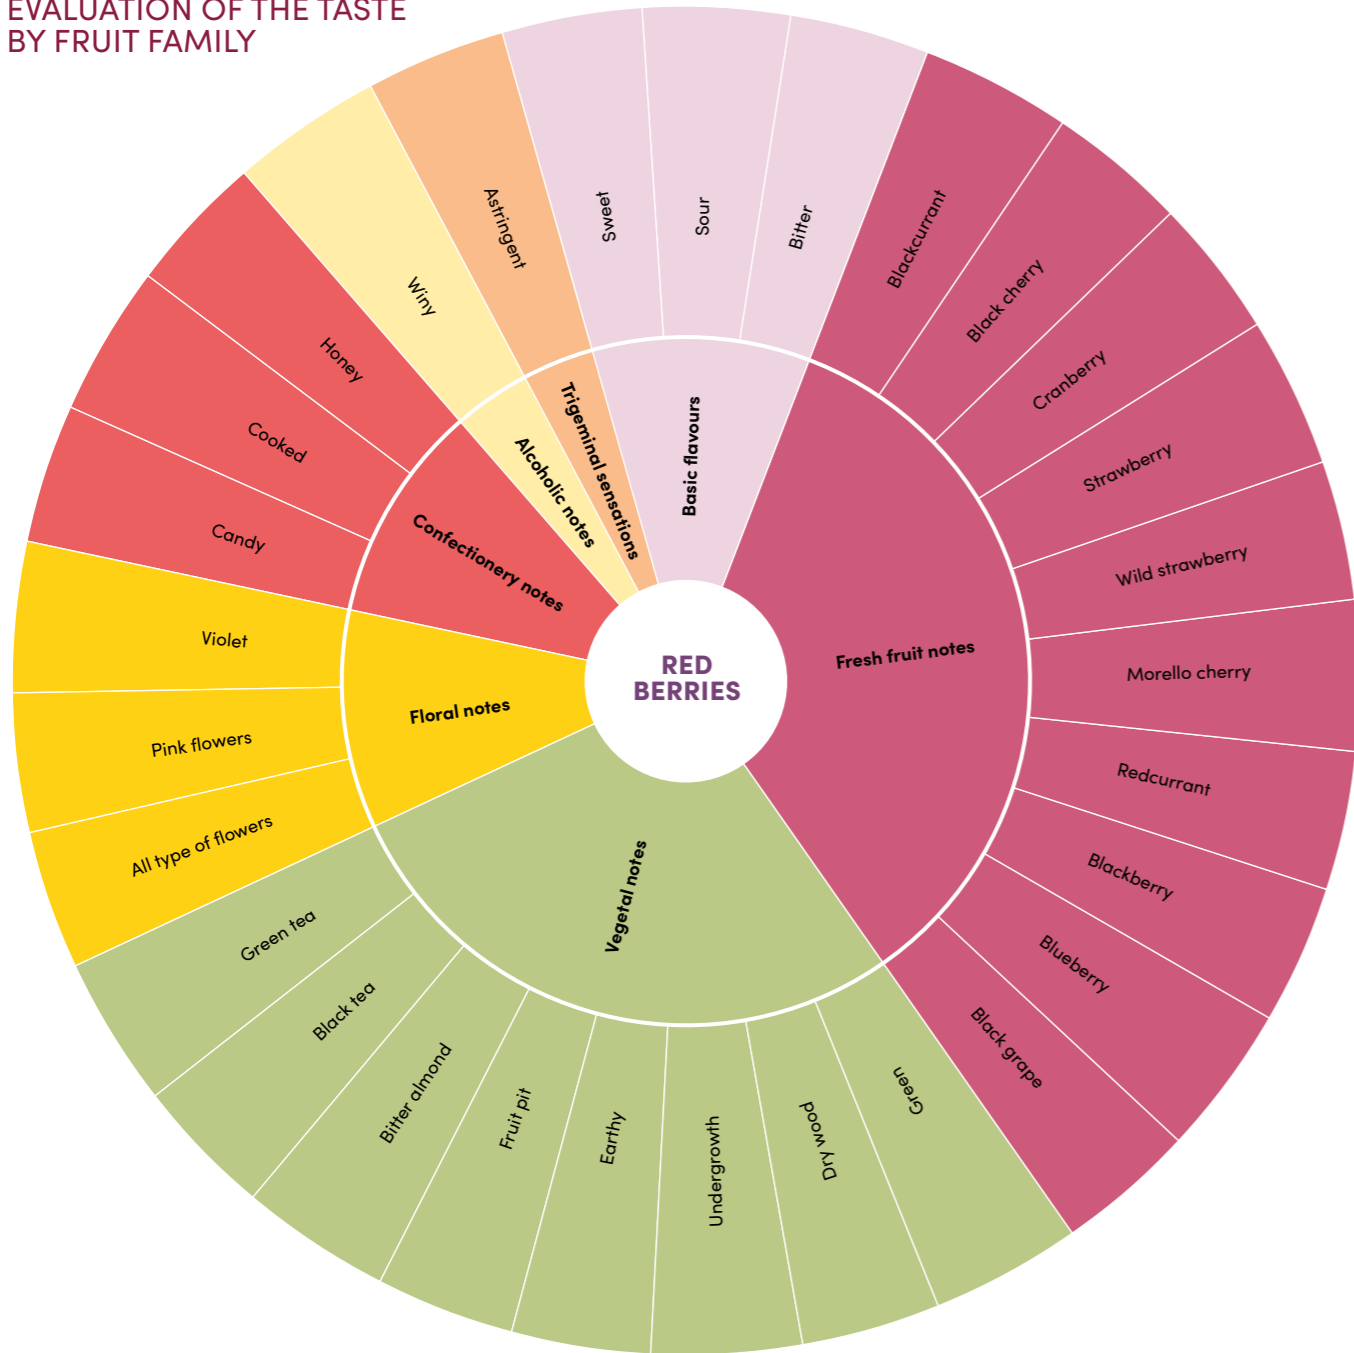 EVALUATION OF THE TASTE
BY FRUIT FAMILY
RED
BERRIES
Basic flavours
Sweet
Sour
Bitter
Fresh fruit notes
Blackcurrant
Black cherry
Cranberry
Strawberry
Wild strawberry
Morello cherry
Redcurrant
Blackberry
Blueberry
Black grape
Vegetal notes
Green
Dry wood
Undergrowth
Earthy
Fruit pit
Bitter almond
Black tea
Green tea
Floral notes
All type of flowers
Pink flowers
Violet
Confectionery notes
Candy
Cooked
Honey
Alcoholic notes
Winy
Trigeminal sensations
Astringent